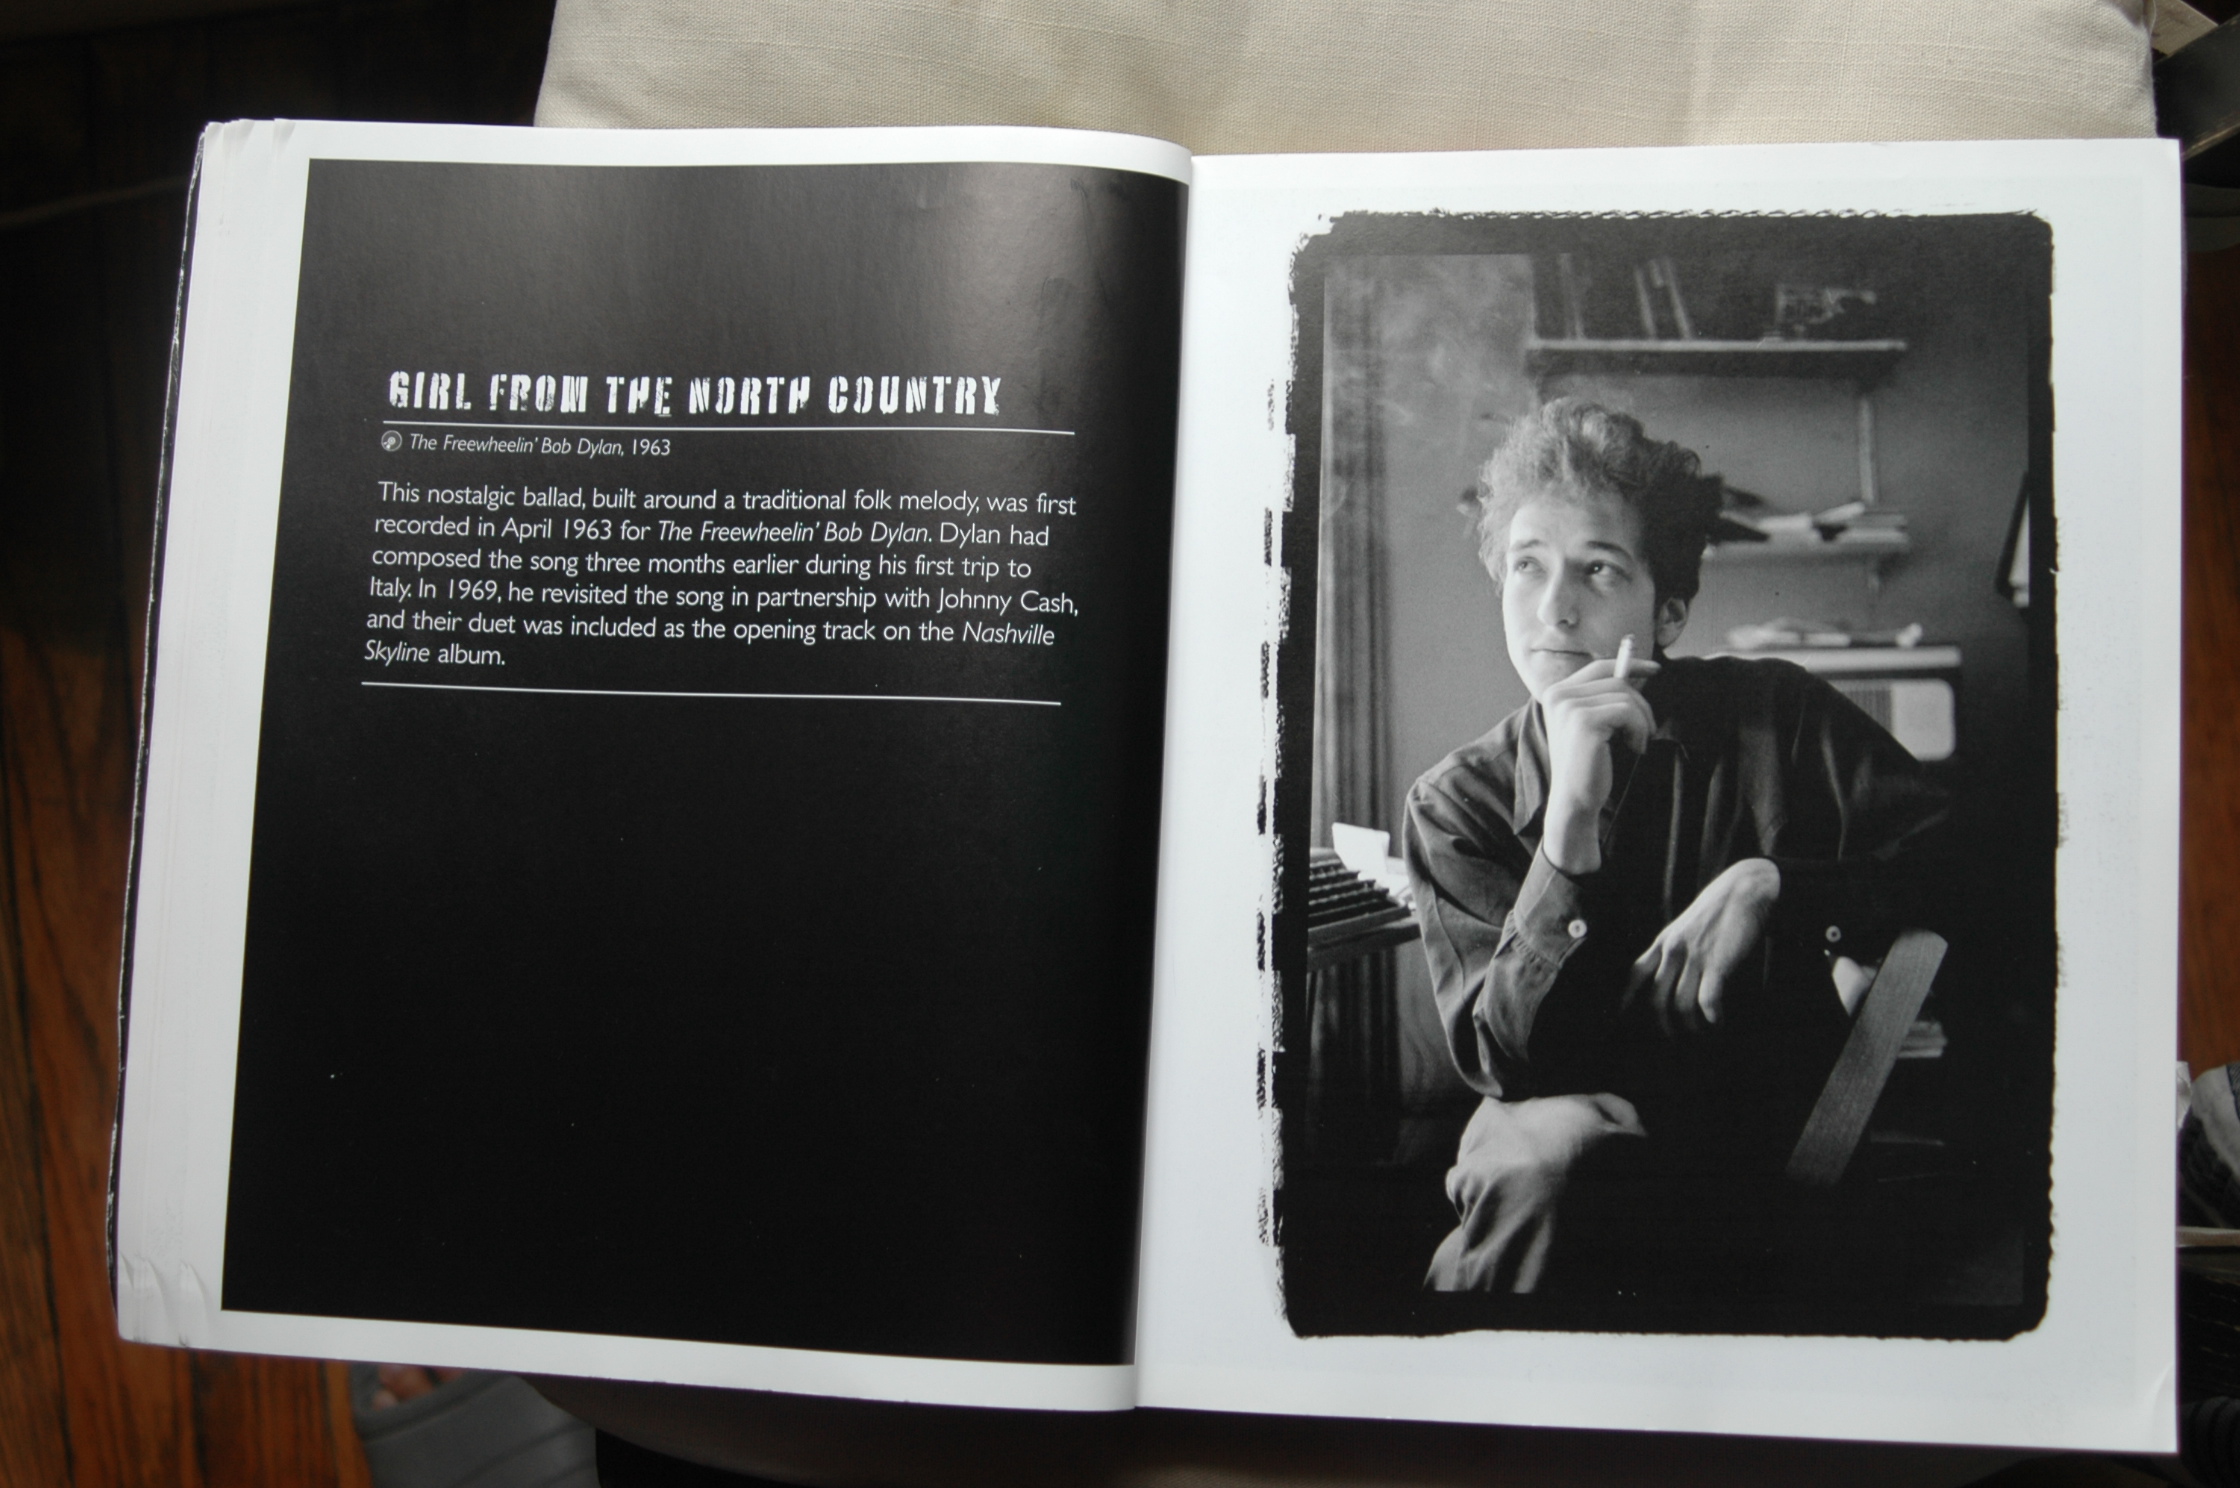 GIRL FROM THE NORTH COUNTRY
The Freewheelin' Bob Dylan, 1963
This nostalgic ballad, built around a traditional folk melody, was first
recorded in April 1963 for The Freewheelin' Bob Dylan. Dylan had
composed the song three months earlier during his first trip to
Italy. In 1969, he revisited the song in partnership with Johnny Cash,
and their duet was included as the opening track on the Nashville
Skyline album.